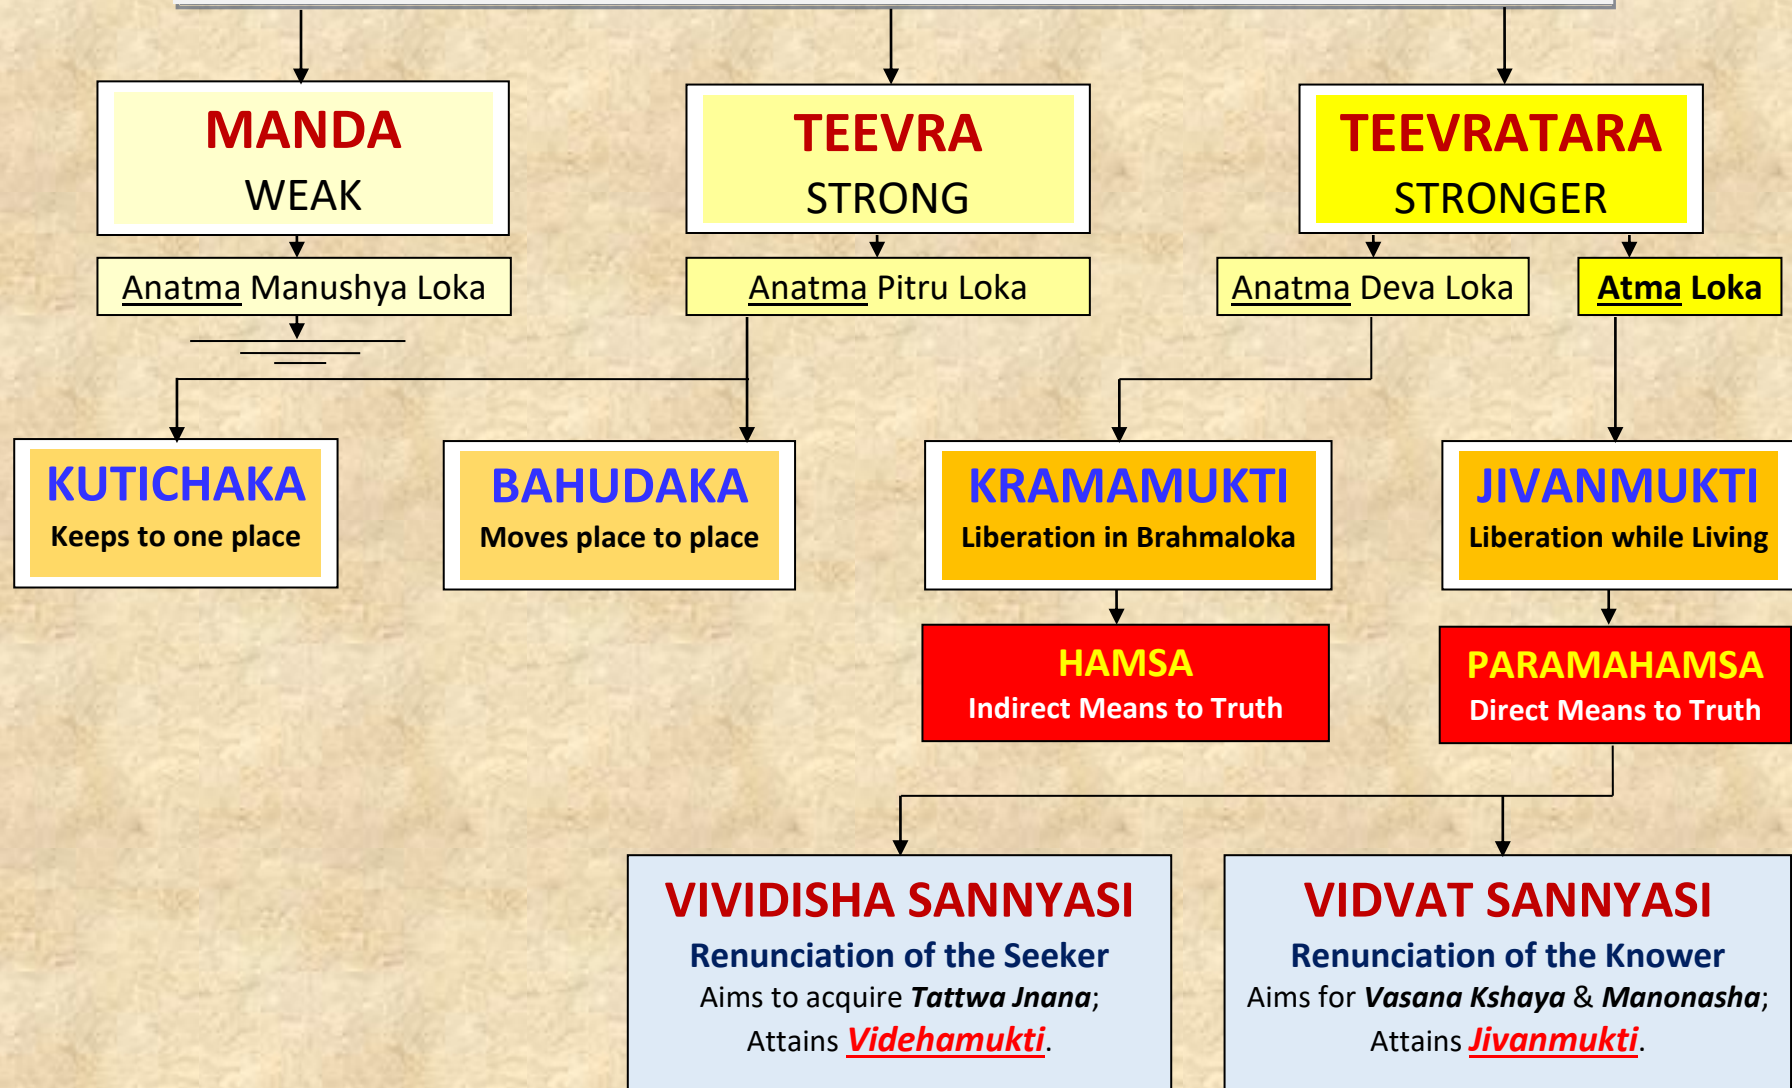 MANDA
WEAK
TEEVRA
STRONG
TEEVRATARA
STRONGER
Anatma Manushya Loka
Anatma Pitru Loka
Anatma Deva Loka
Atma Loka
KUTICHAKA
Keeps to one place
BAHUDAKA
Moves place to place
KRAMAMUKTI
Liberation in Brahmaloka
JIVANMUKTI
Liberation while Living
HAMSA
Indirect Means to Truth
PARAMAHAMSA
Direct Means to Truth
VIVIDISHA SANNYASI
Renunciation of the Seeker
Aims to acquire Tattwa Jnana;
Attains Videhamukti.
VIDVAT SANNYASI
Renunciation of the Knower
Aims for Vasana Kshaya & Manonasha;
Attains Jivanmukti.